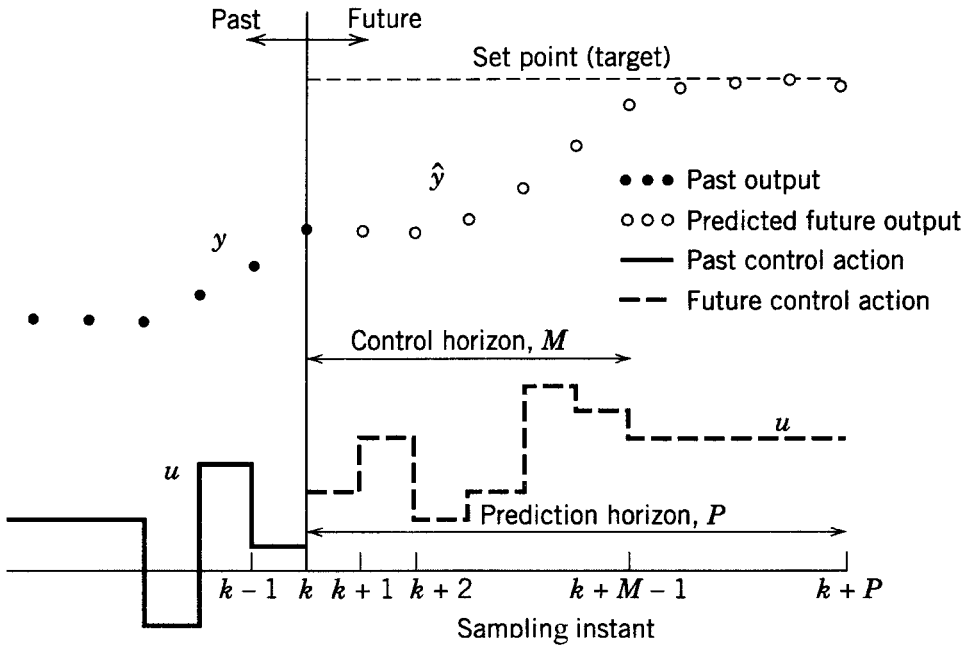 Past Future
Set point (target)
ŷ
Past output
y
Predicted future output
Past control action
Future control action
Control horizon, M
u
u
Prediction horizon, P
k − 1 k k + 1 k + 2 k + M − 1 k + P
Sampling instant